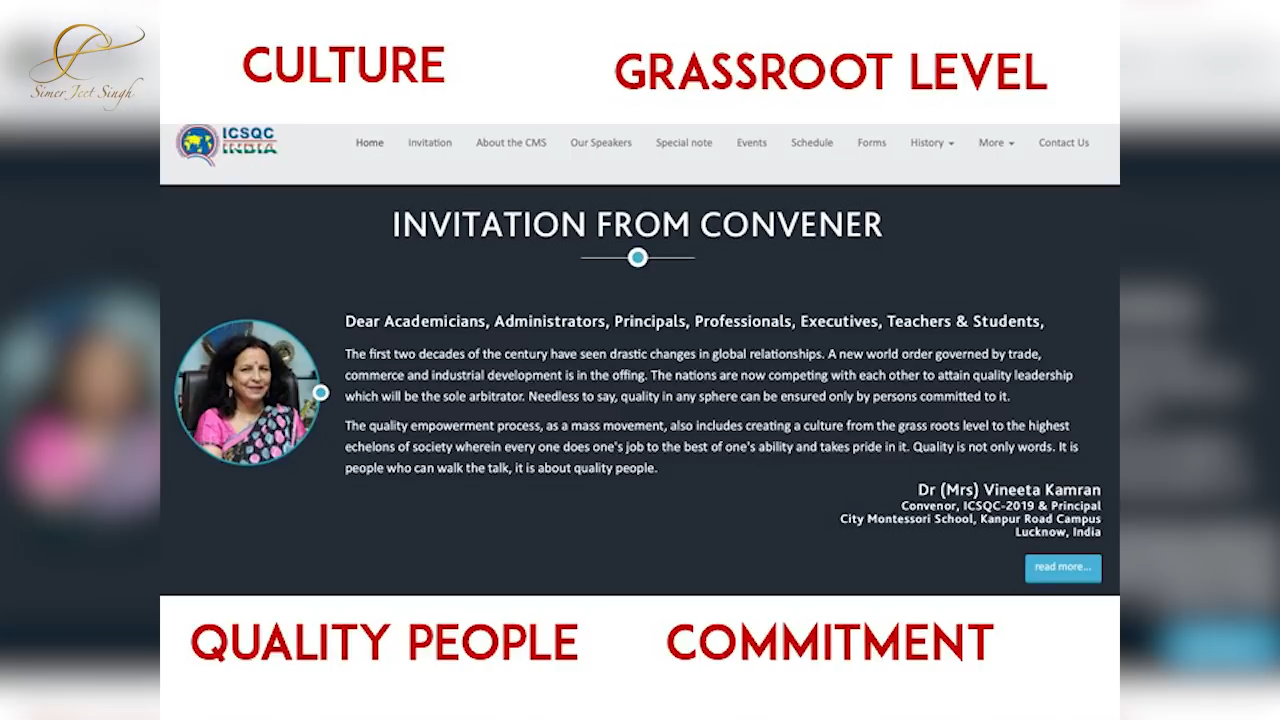 Simer Jeet Singh
CULTURE
GRASSROOT LEVEL
ICSQC
INDIA
Home Invitation About the CMS Our Speakers Special note Events Schedule Forms History More Contact Us
INVITATION FROM CONVENER
Dear Academicians, Administrators, Principals, Professionals, Executives, Teachers & Students,
The first two decades of the century have seen drastic changes in global relationships. A new world order governed by trade,
commerce and industrial development is in the offing. The nations are now competing with each other to attain quality leadership
which will be the sole arbitrator. Needless to say, quality in any sphere can be ensured only by persons committed to it.
The quality empowerment process, as a mass movement, also includes creating a culture from the grass roots level to the highest
echelons of society wherein every one does one's job to the best of one's ability and takes pride in it. Quality is not only words. It is
people who can walk the talk, it is about quality people.
Dr (Mrs) Vineeta Kamran
Convenor, ICSQC-2019 & Principal
City Montessori School, Kanpur Road Campus
Lucknow, India
read more...
QUALITY PEOPLE
COMMITMENT